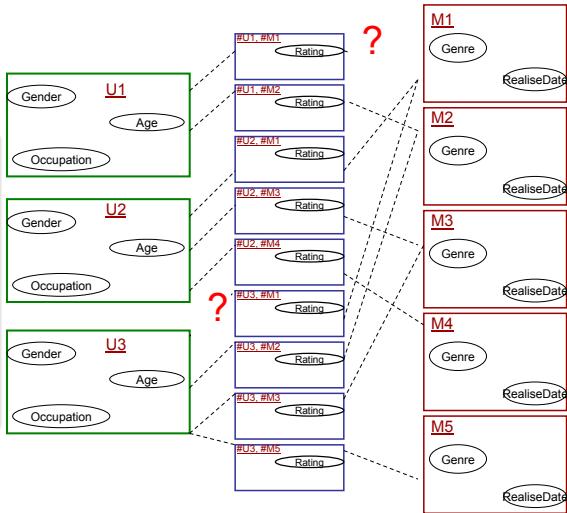 U1
Gender
Age
Occupation
U2
Gender
Age
Occupation
U3
Gender
Age
Occupation
#U1, #M1
Rating
?
#U1, #M2
Rating
#U2, #M1
Rating
#U2, #M3
Rating
#U2, #M4
Rating
?
#U3, #M1
Rating
#U3, #M2
Rating
#U3, #M3
Rating
#U3, #M5
Rating
M1
Genre
RealiseDate
M2
Genre
RealiseDate
M3
Genre
RealiseDate
M4
Genre
RealiseDate
M5
Genre
RealiseDate